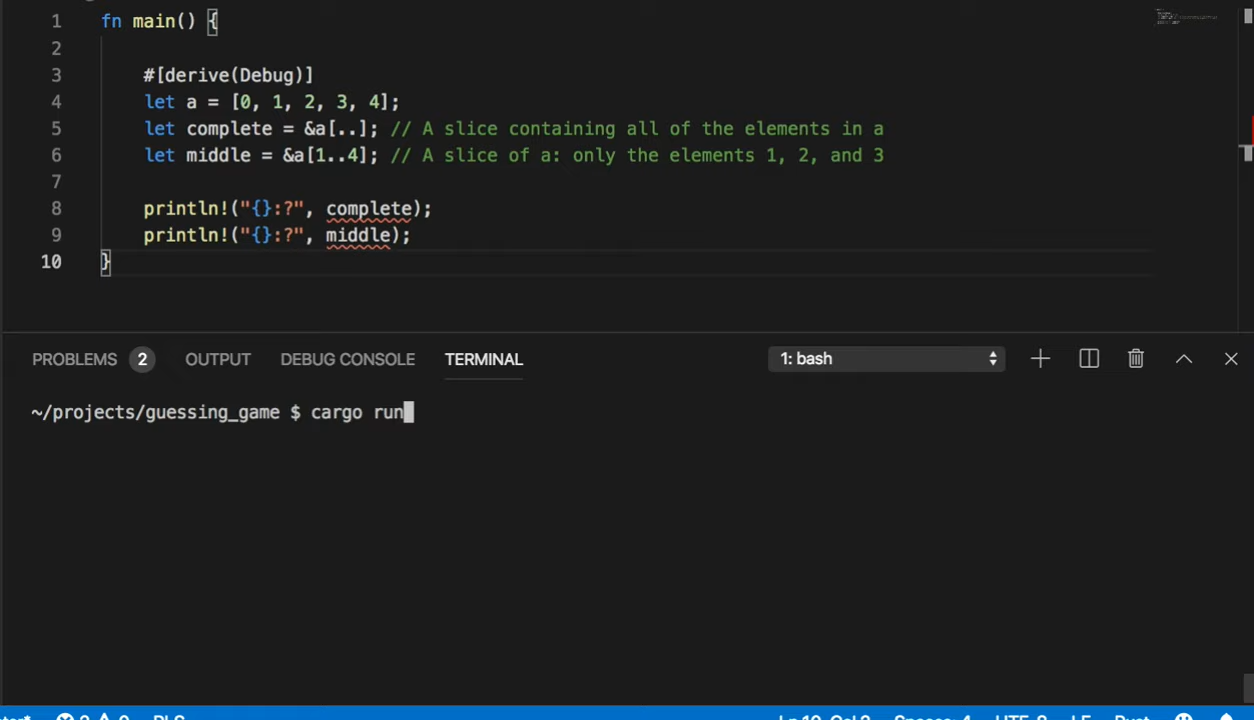 1 fn main() {
2
3 #[derive(Debug)]
4 let a = [0, 1, 2, 3, 4];
5 let complete = &a[..]; // A slice containing all of the elements in a
6 let middle = &a[1..4]; // A slice of a: only the elements 1, 2, and 3
7
8 println!("{}:?", complete);
9 println!("{}:?", middle);
10 }
PROBLEMS 2 OUTPUT DEBUG CONSOLE TERMINAL 1: bash
~/projects/guessing_game $ cargo run